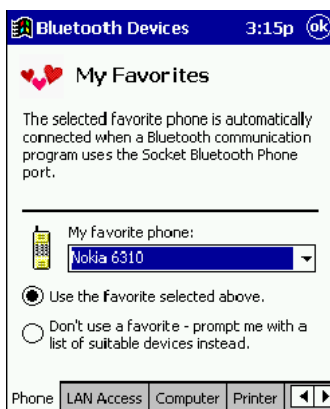 Bluetooth Devices 3:15p ok
My Favorites
The selected favorite phone is automatically
connected when a Bluetooth communication
program uses the Socket Bluetooth Phone
port.
My favorite phone:
Nokia 6310
Use the favorite selected above.
Don't use a favorite - prompt me with a
list of suitable devices instead.
Phone LAN Access Computer Printer